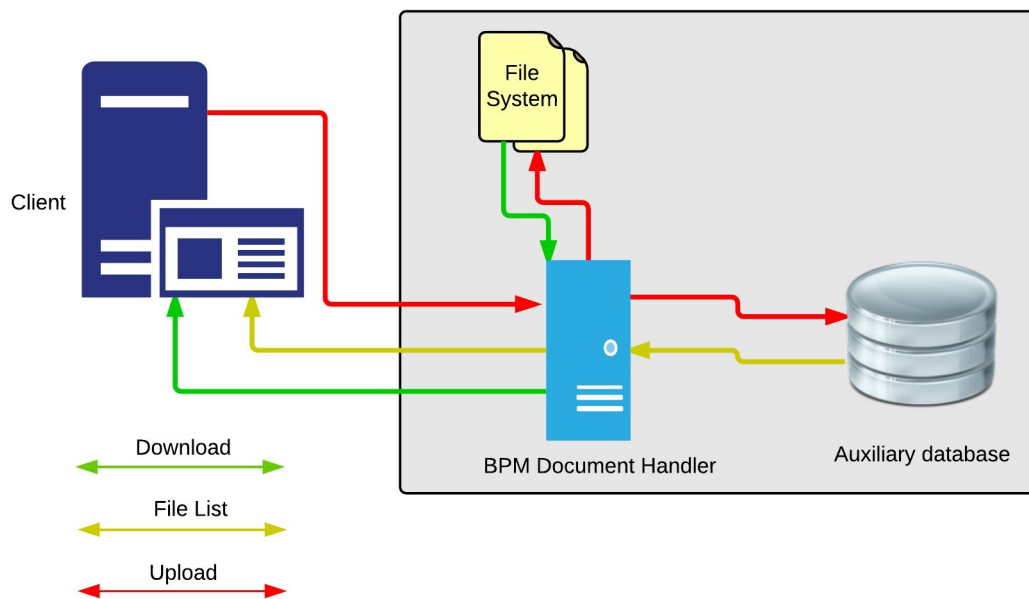 File
System
Client
BPM Document Handler
Auxiliary database
Download
File List
Upload